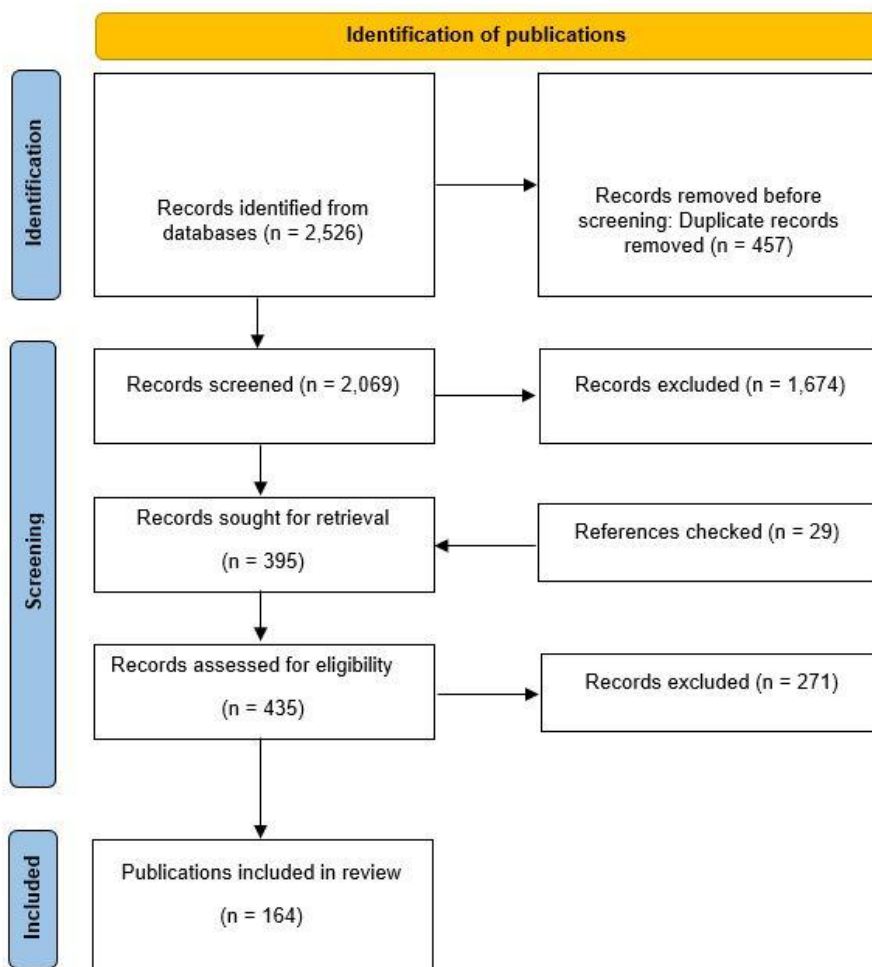 Identification of publications
Identification
Records identified from
databases (n = 2,526)
Records removed before
screening: Duplicate records
removed (n = 457)
Screening
Records screened (n = 2,069)
Records excluded (n = 1,674)
Records sought for retrieval
(n = 395)
References checked (n = 29)
Records assessed for eligibility
(n = 435)
Records excluded (n = 271)
Included
Publications included in review
(n = 164)